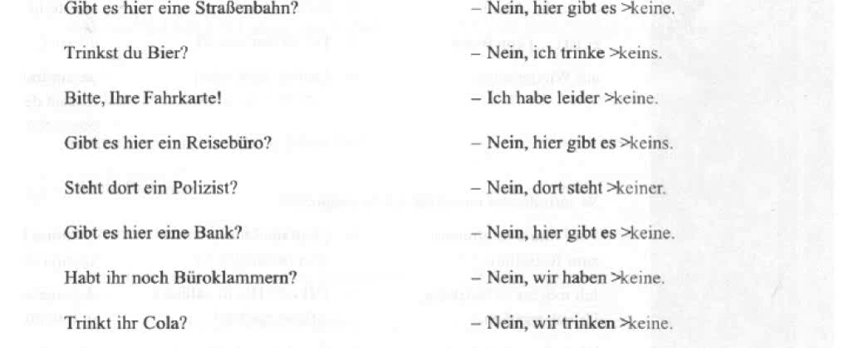 Gibt es hier eine Straßenbahn? – Nein, hier gibt es >keine.
Trinkst du Bier? – Nein, ich trinke >keins.
Bitte, Ihre Fahrkarte! – Ich habe leider >keine.
Gibt es hier ein Reisebüro? – Nein, hier gibt es >keins.
Steht dort ein Polizist? – Nein, dort steht >keiner.
Gibt es hier eine Bank? – Nein, hier gibt es >keine.
Habt ihr noch Büroklammern? – Nein, wir haben >keine.
Trinkt ihr Cola? – Nein, wir trinken >keine.